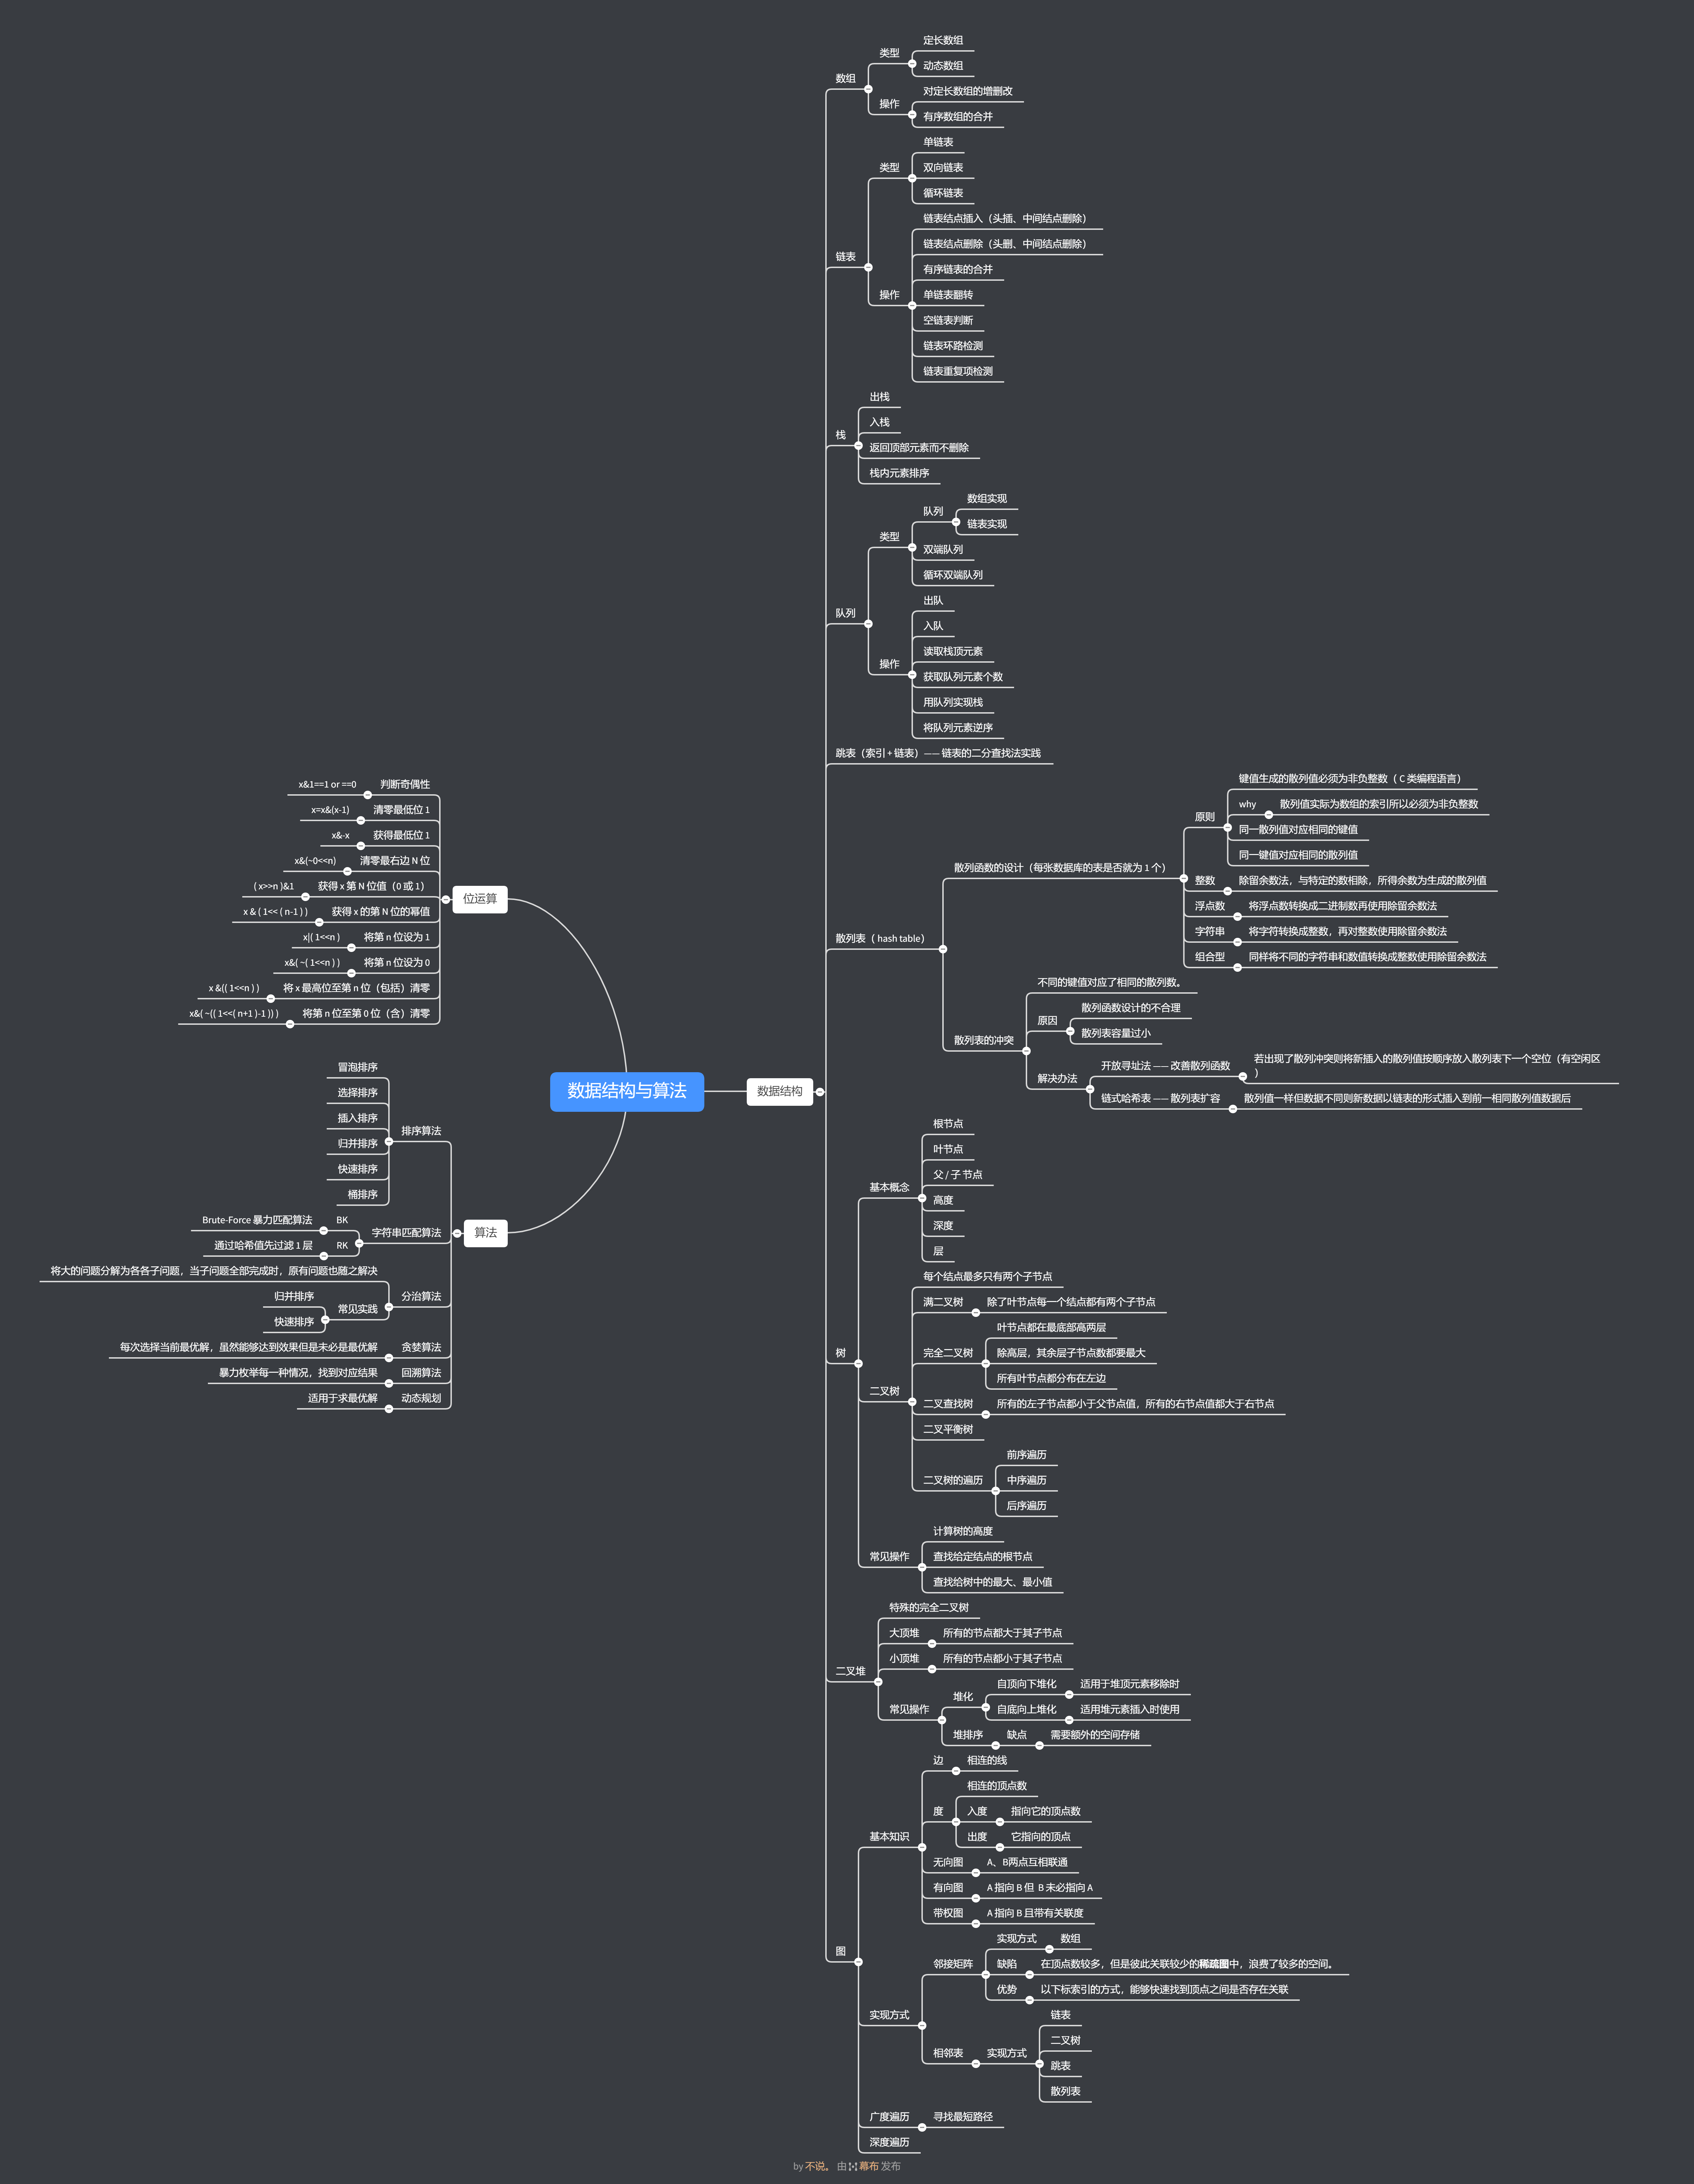 数据结构与算法
数据结构
数组
类型
定长数组
动态数组
操作
对定长数组的增删改
有序数组的合并
链表
类型
单链表
双向链表
循环链表
操作
链表结点插入（头插、中间结点删除）
链表结点删除（头删、中间结点删除）
有序链表的合并
单链表翻转
空链表判断
链表环路检测
链表重复项检测
栈
出栈
入栈
返回顶部元素而不删除
栈内元素排序
队列
类型
队列
数组实现
链表实现
双端队列
循环双端队列
操作
出队
入队
读取栈顶元素
获取队列元素个数
用队列实现栈
将队列元素逆序
跳表（索引 + 链表）—— 链表的二分查找法实践
散列表（ hash table）
散列函数的设计（每张数据库的表是否就为 1 个）
原则
键值生成的散列值必须为非负整数（ C 类编程语言）
why
散列值实际为数组的索引所以必须为非负整数
同一散列值对应相同的键值
同一键值对应相同的散列值
整数
除留余数法，与特定的数相除，所得余数为生成的散列值
浮点数
将浮点数转换成二进制数再使用除留余数法
字符串
将字符转换成整数，再对整数使用除留余数法
组合型
同样将不同的字符串和数值转换成整数使用除留余数法
散列表的冲突
不同的键值对应了相同的散列数。
原因
散列函数设计的不合理
散列表容量过小
解决办法
开放寻址法 —— 改善散列函数
若出现了散列冲突则将新插入的散列值按顺序放入散列表下一个空位（有空闲区
）
链式哈希表 —— 散列表扩容
散列值一样但数据不同则新数据以链表的形式插入到前一相同散列值数据后
树
基本概念
根节点
叶节点
父 / 子 节点
高度
深度
层
二叉树
每个结点最多只有两个子节点
满二叉树
除了叶节点每一个结点都有两个子节点
完全二叉树
叶节点都在最底部高两层
除高层，其余层子节点数都要最大
所有叶节点都分布在左边
二叉查找树
所有的左子节点都小于父节点值，所有的右节点值都大于右节点
二叉平衡树
二叉树的遍历
前序遍历
中序遍历
后序遍历
常见操作
计算树的高度
查找给定结点的根节点
查找给树中的最大、最小值
二叉堆
特殊的完全二叉树
大顶堆
所有的节点都大于其子节点
小顶堆
所有的节点都小于其子节点
常见操作
堆化
自顶向下堆化
适用于堆顶元素移除时
自底向上堆化
适用堆元素插入时使用
堆排序
缺点
需要额外的空间存储
图
基本知识
边
相连的线
度
相连的顶点数
入度
指向它的顶点数
出度
它指向的顶点
无向图
A、B两点互相联通
有向图
A 指向 B 但 B 未必指向 A
带权图
A 指向 B 且带有关联度
实现方式
邻接矩阵
实现方式
数组
缺陷
在顶点数较多，但是彼此关联较少的稀疏图中，浪费了较多的空间。
优势
以下标索引的方式，能够快速找到顶点之间是否存在关联
相邻表
实现方式
链表
二叉树
跳表
散列表
广度遍历
寻找最短路径
深度遍历
位运算
判断奇偶性
x&1==1 or ==0
清零最低位 1
x=x&(x-1)
获得最低位 1
x&-x
清零最右边 N 位
x&(~0<<n)
获得 x 第 N 位值（0 或 1）
( x>>n )&1
获得 x 的第 N 位的幂值
x & ( 1<< ( n-1 ) )
将第 n 位设为 1
x|( 1<<n )
将第 n 位设为 0
x&( ~( 1<<n ) )
将 x 最高位至第 n 位（包括）清零
x &(( 1<<n ) )
将第 n 位至第 0 位（含）清零
x&( ~(( 1<<( n+1 )-1 )) )
算法
排序算法
冒泡排序
选择排序
插入排序
归并排序
快速排序
桶排序
字符串匹配算法
BK
Brute-Force 暴力匹配算法
RK
通过哈希值先过滤 1 层
分治算法
将大的问题分解为各各子问题，当子问题全部完成时，原有问题也随之解决
常见实践
归并排序
快速排序
贪婪算法
每次选择当前最优解，虽然能够达到效果但是未必是最优解
回溯算法
暴力枚举每一种情况，找到对应结果
动态规划
适用于求最优解
by 不说。 由 幕布 发布